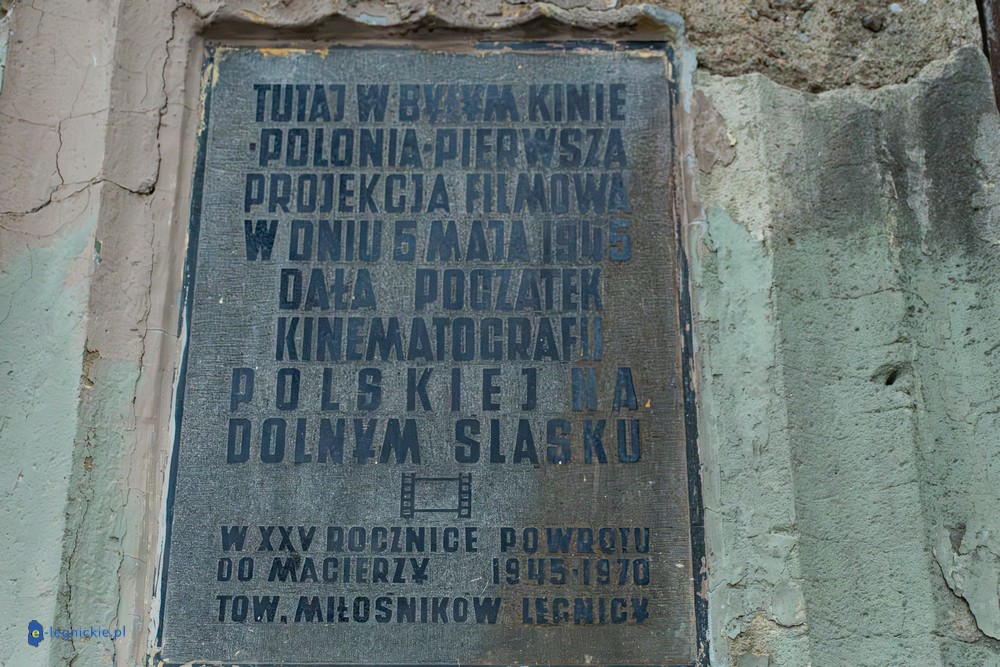 TUTAJ W BYŁYM KINIE
·POLONIA·PIERWSZA
PROJEKCJA FILMOWA
W DNIU 5 MAJA 1945
DAŁA POCZĄTEK
KINEMATOGRAFII
POLSKIEJ NA
DOLNYM ŚLĄSKU
W XXV ROCZNICE POWROTU
DO MACIERZY 1945·1970
TOW. MIŁOŚNIKÓW LEGNICY
e-legnickie.pl